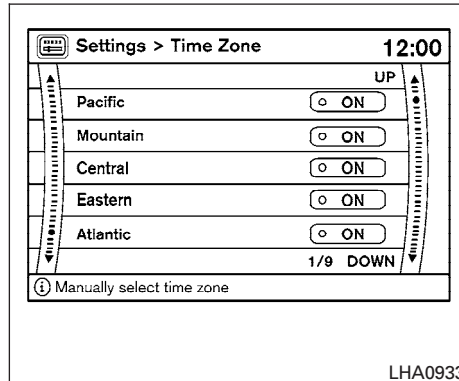 Settings > Time Zone 12:00
UP
Pacific ON
Mountain ON
Central ON
Eastern ON
Atlantic ON
1/9 DOWN
i Manually select time zone
LHA0933